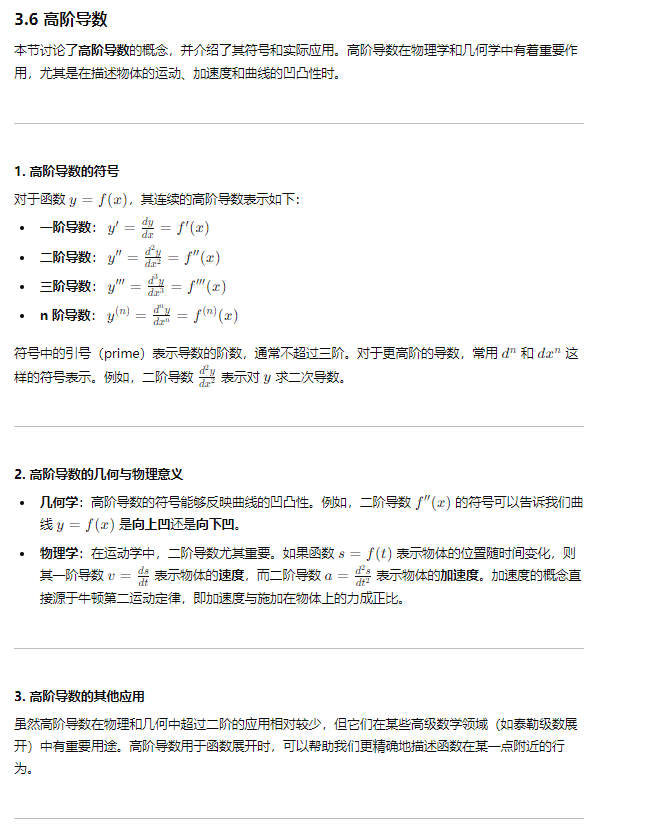 3.6 高阶导数
本节讨论了高阶导数的概念，并介绍了其符号和实际应用。高阶导数在物理学和几何学中有着重要作
用，尤其是在描述物体的运动、加速度和曲线的凹凸性时。
1. 高阶导数的符号
对于函数 y = f(x)，其连续的高阶导数表示如下：
• 一阶导数： y′ = dy/dx = f′(x)
• 二阶导数： y″ = d²y/dx² = f″(x)
• 三阶导数： y‴ = d³y/dx³ = f‴(x)
• n 阶导数： y⁽ⁿ⁾ = dⁿy/dxⁿ = f⁽ⁿ⁾(x)
符号中的引号（prime）表示导数的阶数，通常不超过三阶。对于更高阶的导数，常用 dⁿ 和 dxⁿ 这
样的符号表示。例如，二阶导数 d²y/dx² 表示对 y 求二次导数。
2. 高阶导数的几何与物理意义
• 几何学：高阶导数的符号能够反映曲线的凹凸性。例如，二阶导数 f″(x) 的符号可以告诉我们曲
线 y = f(x) 是向上凹还是向下凹。
• 物理学：在运动学中，二阶导数尤其重要。如果函数 s = f(t) 表示物体的位置随时间变化，则
其一阶导数 v = ds/dt 表示物体的速度，而二阶导数 a = d²s/dt² 表示物体的加速度。加速度的概念直
接源于牛顿第二运动定律，即加速度与施加在物体上的力成正比。
3. 高阶导数的其他应用
虽然高阶导数在物理和几何中超过二阶的应用相对较少，但它们在某些高级数学领域（如泰勒级数展
开）中有重要用途。高阶导数用于函数展开时，可以帮助我们更精确地描述函数在某一点附近的行
为。